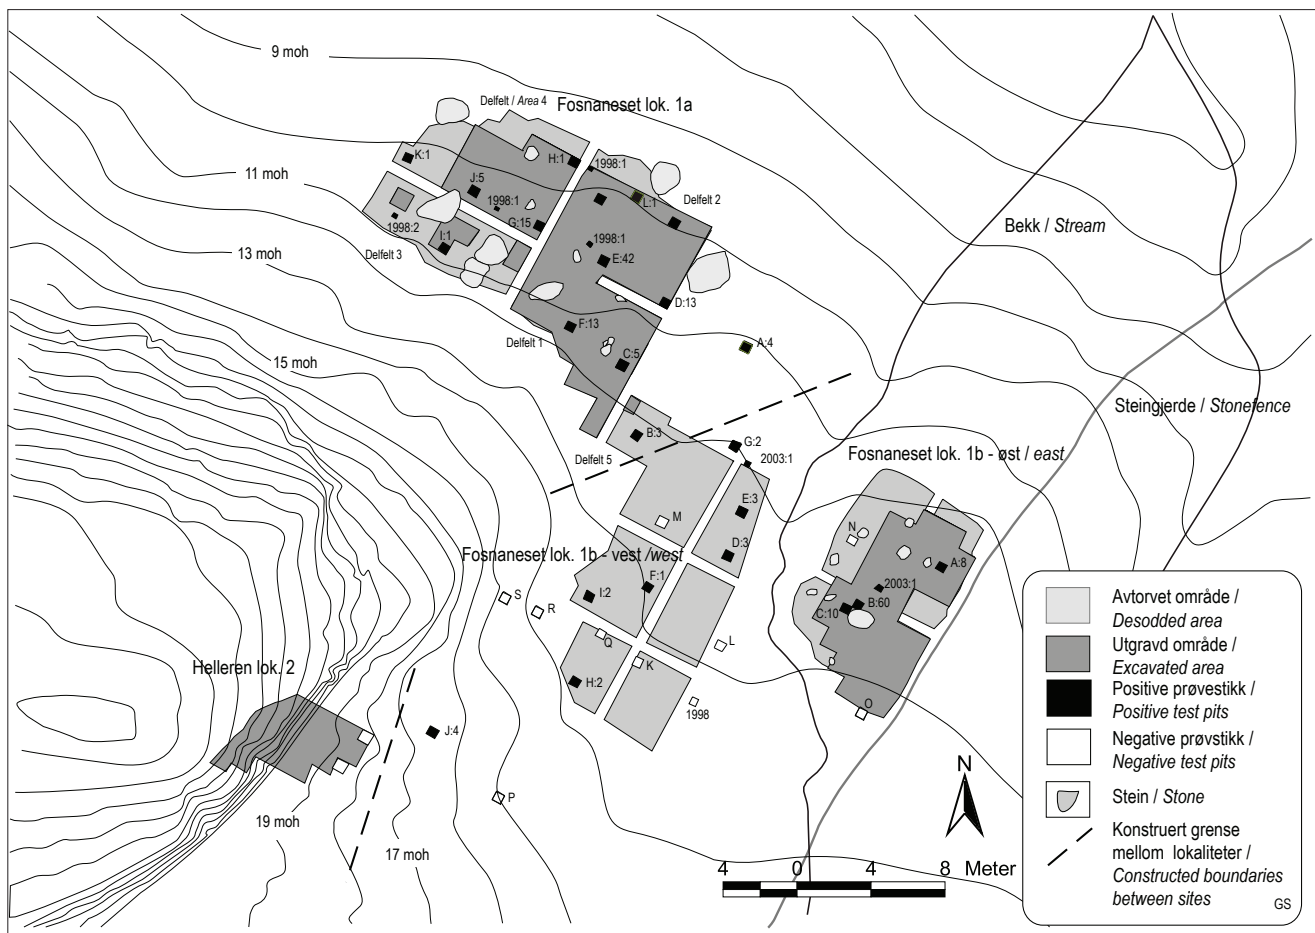 9 moh
Delfelt / Area 4
Fosnaneset lok. 1a
K:1
H:1
1998:1
11 moh
J:5
1998:1
L:1
Delfelt 2
1998:2
G:15
I:1
1998:1
Bekk / Stream
13 moh
Delfelt 3
E:42
D:13
F:13
Delfelt 1
A:4
15 moh
C:5
Steingjerde / Stonefence
B:3
G:2
Delfelt 5
2003:1
Fosnaneset lok. 1b - øst / east
E:3
M
N
D:3
Fosnaneset lok. 1b - vest /west
A:8
F:1
2003:1
I:2
B:60
S
R
C:10
Q
L
K
Helleren lok. 2
H:2
1998
O
J:4
P
19 moh
17 moh
N
4 0 4 8 Meter
Avtorvet område /
Desodded area
Utgravd område /
Excavated area
Positive prøvestikk /
Positive test pits
Negative prøvstikk /
Negative test pits
Stein / Stone
Konstruert grense
mellom lokaliteter /
Constructed boundaries
between sites
GS